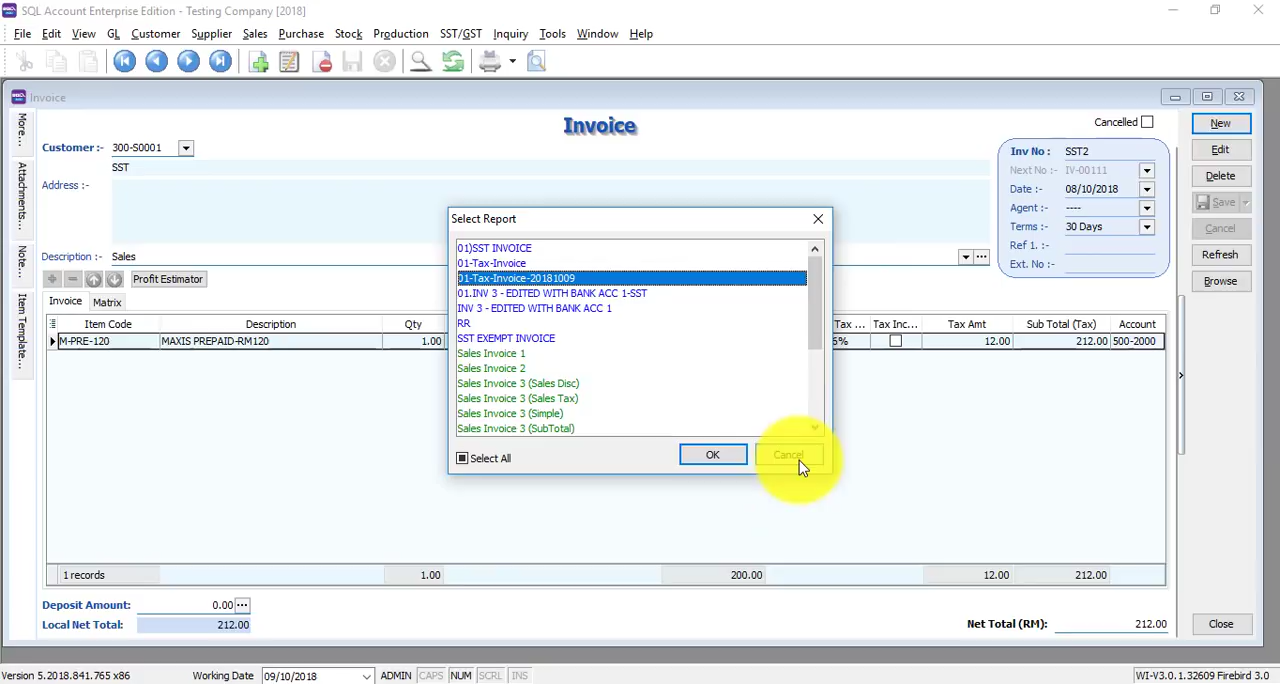 SQL Account Enterprise Edition - Testing Company [2018]
File Edit View GL Customer Supplier Sales Purchase Stock Production SST/GST Inquiry Tools Window Help
Invoice
Invoice
Cancelled
New
Customer :- 300-S0001
Inv No : SST2
Edit
SST
Next No :- IV-00111
Delete
Address :-
Date :- 08/10/2018
Save
Agent :- ----
Cancel
Terms : 30 Days
Refresh
Ref 1. :-
Ext. No :-
Browse
More...
Attachments...
Note...
Item Template...
Description :- Sales
Profit Estimator
Invoice Matrix
Item Code Description Qty Tax ... Tax Inc... Tax Amt Sub Total (Tax) Account
M-PRE-120 MAXIS PREPAID-RM120 1.00 6% 12.00 212.00 500-2000
Select Report
01)SST INVOICE
01-Tax-Invoice
01-Tax-Invoice-20181009
01.INV 3 - EDITED WITH BANK ACC 1-SST
INV 3 - EDITED WITH BANK ACC 1
RR
SST EXEMPT INVOICE
Sales Invoice 1
Sales Invoice 2
Sales Invoice 3 (Sales Disc)
Sales Invoice 3 (Sales Tax)
Sales Invoice 3 (Simple)
Sales Invoice 3 (SubTotal)
Select All OK Cancel
1 records 1.00 200.00 12.00 212.00
Deposit Amount: 0.00
Local Net Total: 212.00
Net Total (RM): 212.00
Close
Version 5.2018.841.765 x86 Working Date 09/10/2018 ADMIN CAPS NUM SCRL INS WI-V3.0.1.32609 Firebird 3.0